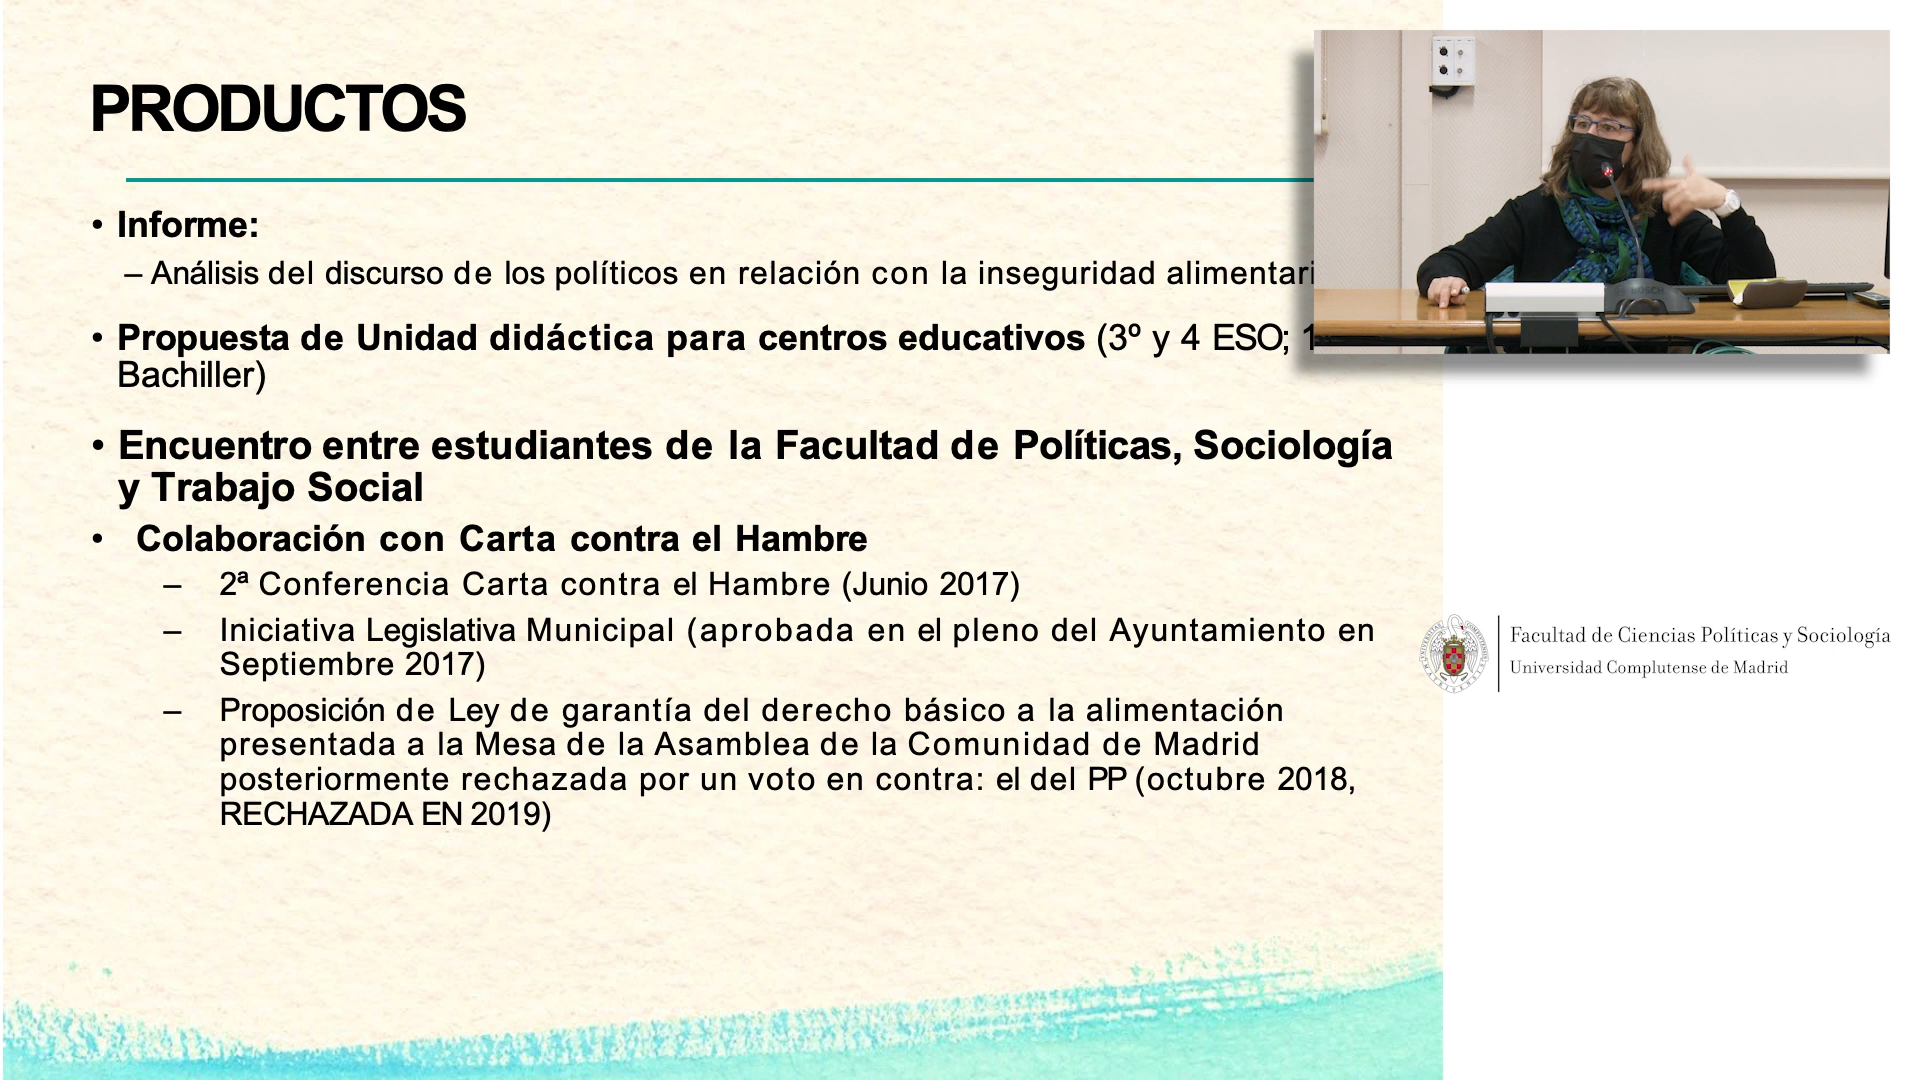 PRODUCTOS
• Informe:
– Análisis del discurso de los políticos en relación con la inseguridad
• Propuesta de Unidad didáctica para centros educativos (3º y 4 ESO;
Bachiller)
• Encuentro entre estudiantes de la Facultad de Políticas, Sociología
y Trabajo Social
• Colaboración con Carta contra el Hambre
– 2ª Conferencia Carta contra el Hambre (Junio 2017)
– Iniciativa Legislativa Municipal (aprobada en el pleno del Ayuntamiento en
Septiembre 2017)
– Proposición de Ley de garantía del derecho básico a la alimentación
presentada a la Mesa de la Asamblea de la Comunidad de Madrid
posteriormente rechazada por un voto en contra: el del PP (octubre 2018,
RECHAZADA EN 2019)
BOSCH
Facultad de Ciencias Políticas y Sociología
Universidad Complutense de Madrid